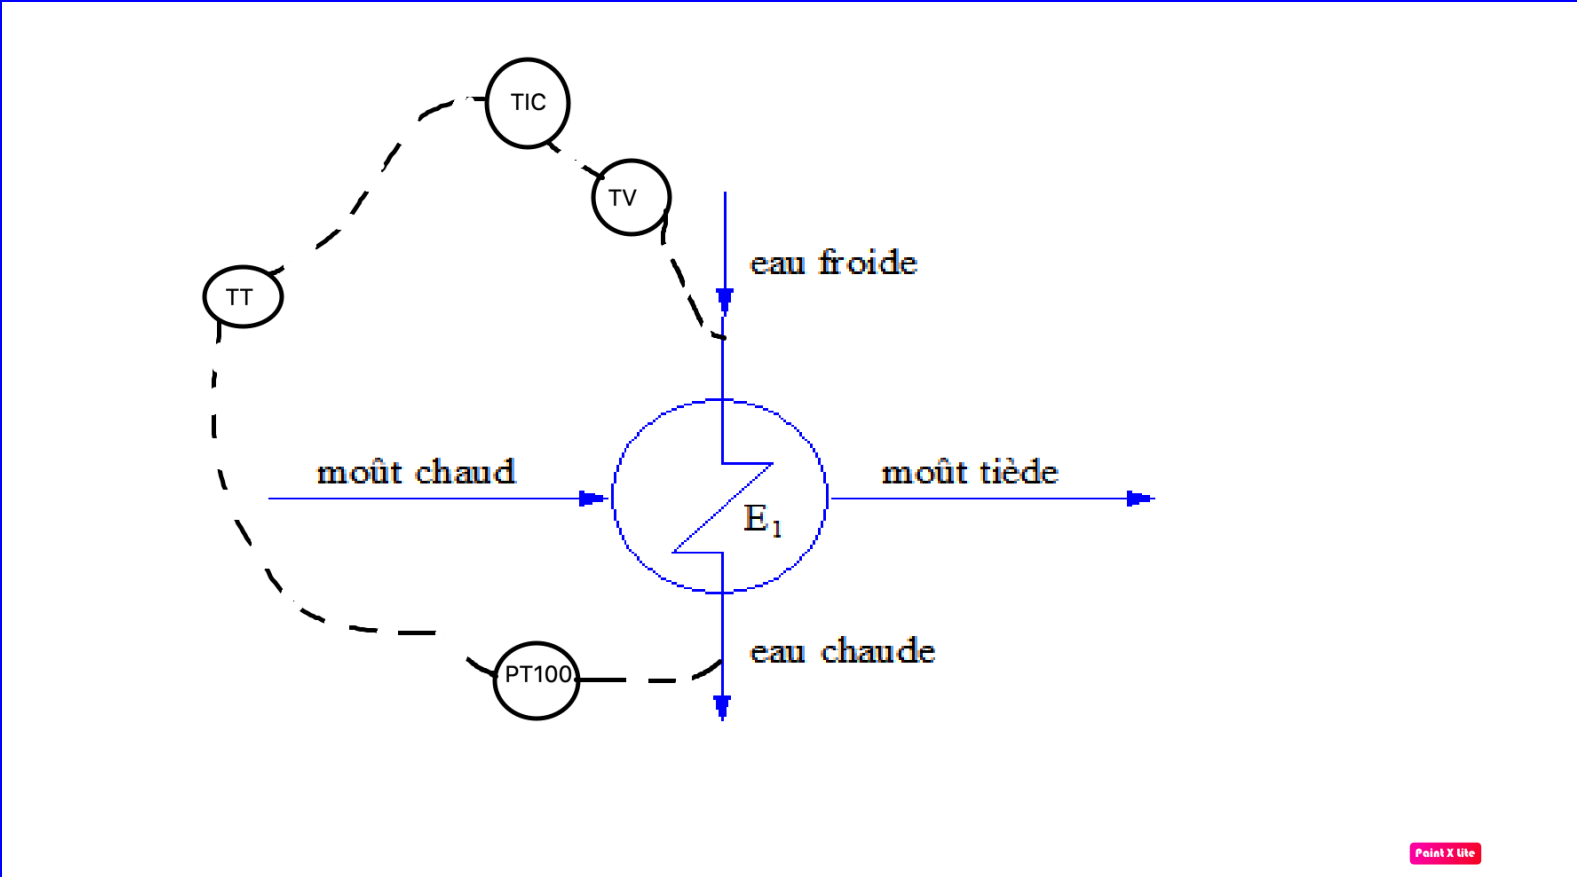 TIC
TV
eau froide
TT
moût chaud
moût tiède
E₁
eau chaude
PT100
Paint X Lite